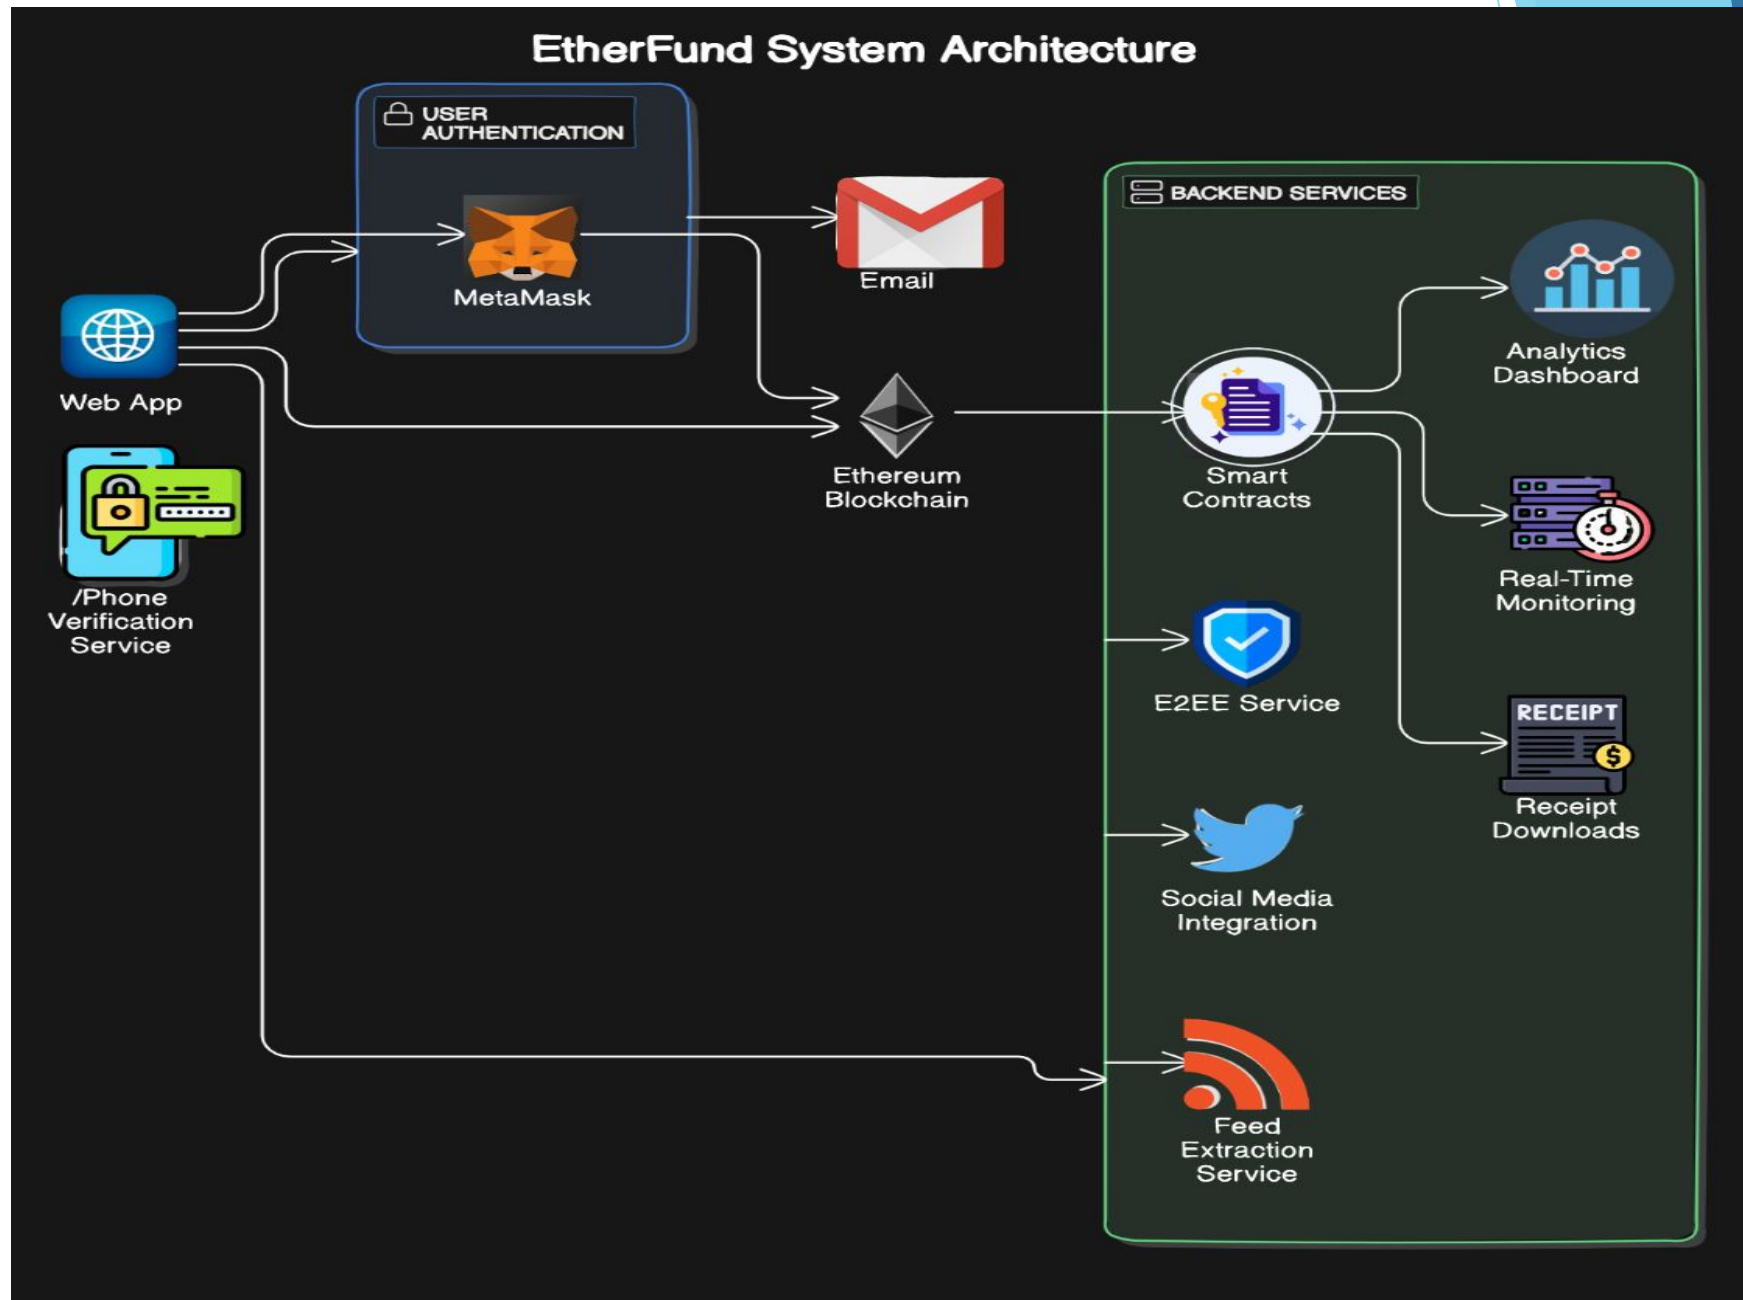 EtherFund System Architecture
USER
AUTHENTICATION
MetaMask
Email
Web App
/Phone
Verification
Service
Ethereum
Blockchain
BACKEND SERVICES
Smart
Contracts
Analytics
Dashboard
Real-Time
Monitoring
E2EE Service
RECEIPT
$
Receipt
Downloads
Social Media
Integration
Feed
Extraction
Service